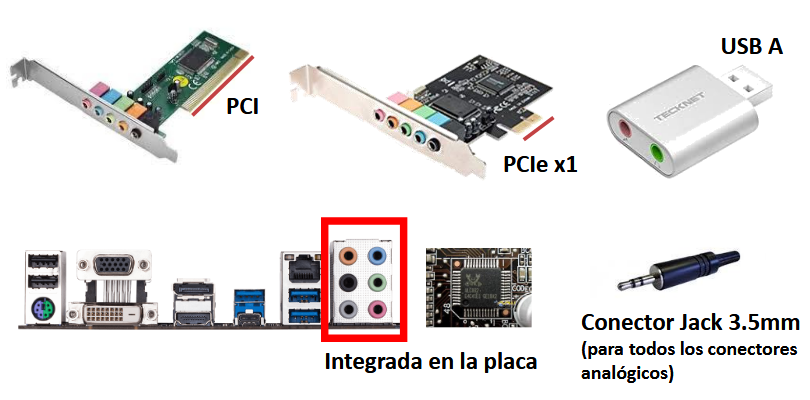 USB A
PCI
TECKNET
PCIe x1
Integrada en la placa
Conector Jack 3.5mm
(para todos los conectores
analógicos)